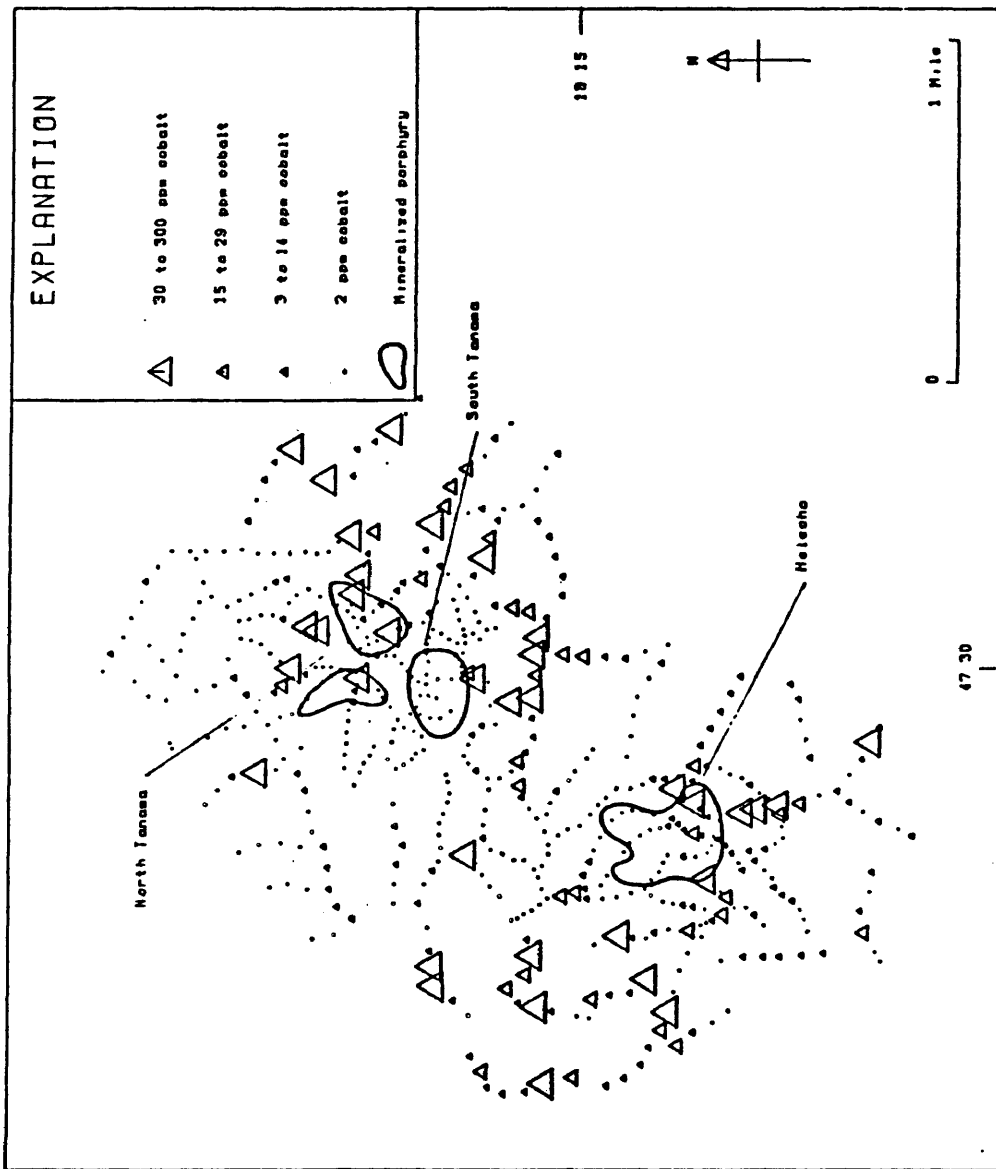 EXPLANATION
30 to 300 ppm cobalt
15 to 29 ppm cobalt
3 to 14 ppm cobalt
2 ppm cobalt
Mineralized porphyry
North Tanama
South Tanama
Helecho
18 15
47 30
N
0
1 Mile